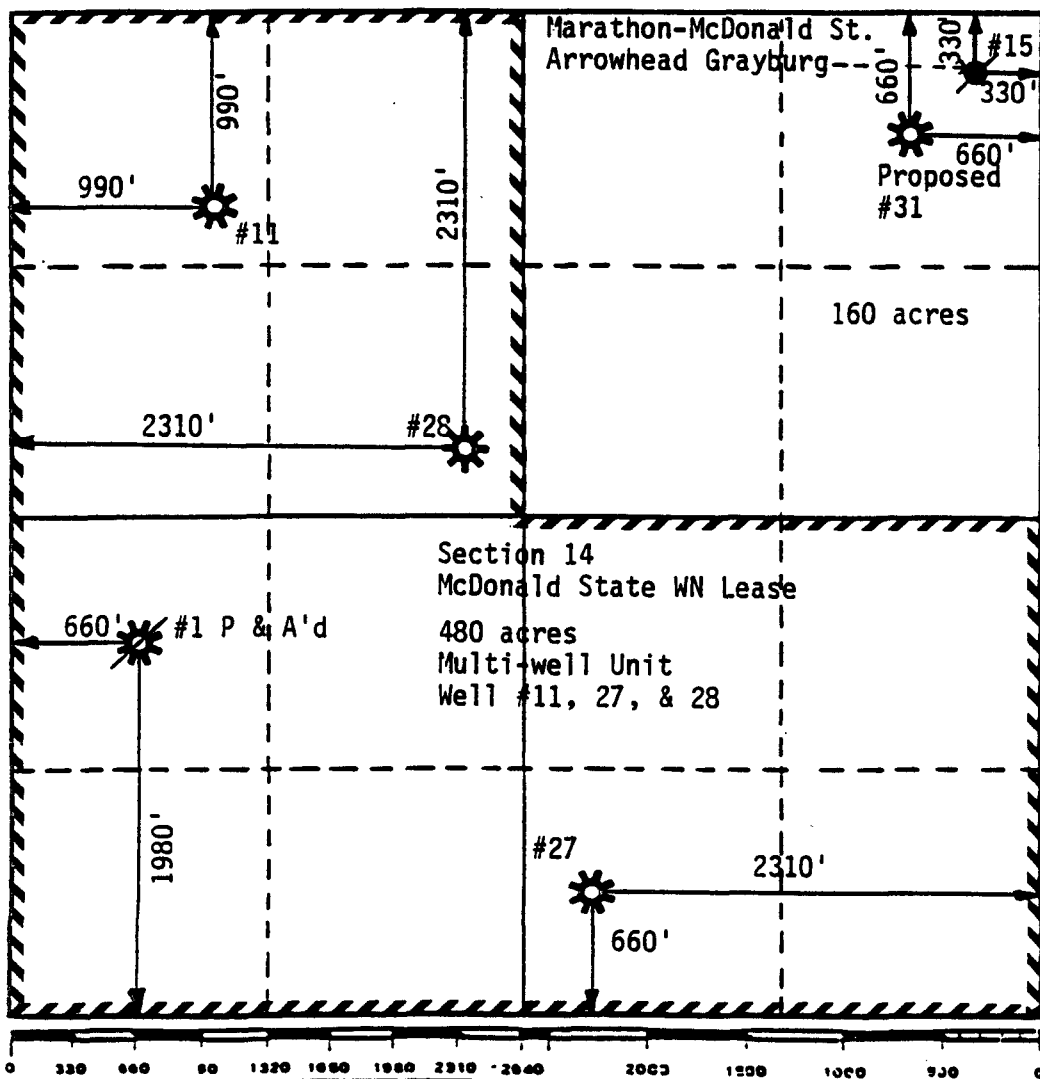 Marathon-McDonald St.
Arrowhead Grayburg--
#15
330'
330'
660'
660'
Proposed
#31
990'
990'
#11
2310'
160 acres
2310'
#28
Section 14
McDonald State WN Lease
480 acres
Multi-well Unit
Well #11, 27, & 28
660'
#1 P & A'd
1980'
#27
2310'
660'
0 330 660 1320 1650 1980 2310 2640 2000 1500 1000